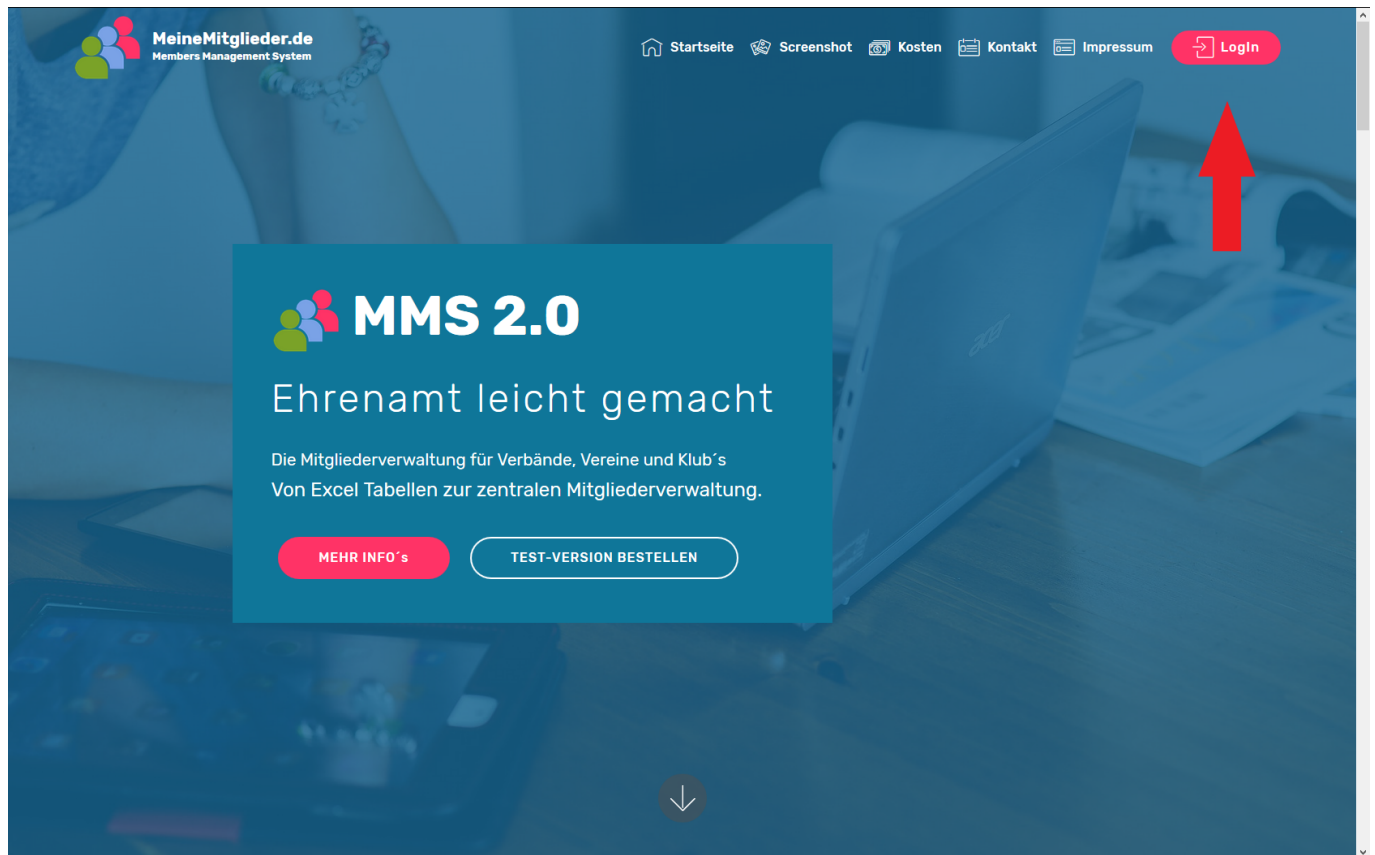 MeineMitglieder.de
Members Management System
Startseite
Screenshot
Kosten
Kontakt
Impressum
LogIn
MMS 2.0
Ehrenamt leicht gemacht
Die Mitgliederverwaltung für Verbände, Vereine und Klub´s
Von Excel Tabellen zur zentralen Mitgliederverwaltung.
MEHR INFO´s
TEST-VERSION BESTELLEN
acer